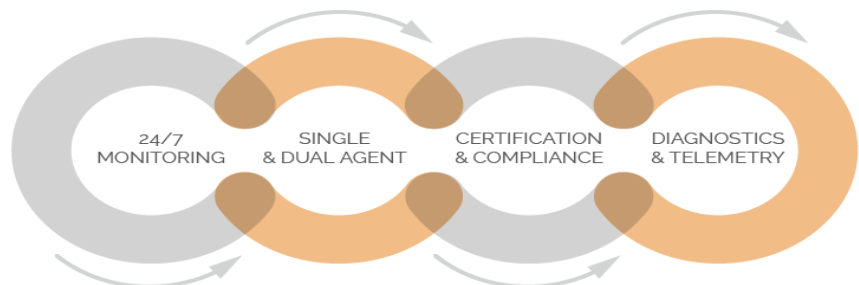 24/7
MONITORING
SINGLE
& DUAL AGENT
CERTIFICATION
& COMPLIANCE
DIAGNOSTICS
& TELEMETRY